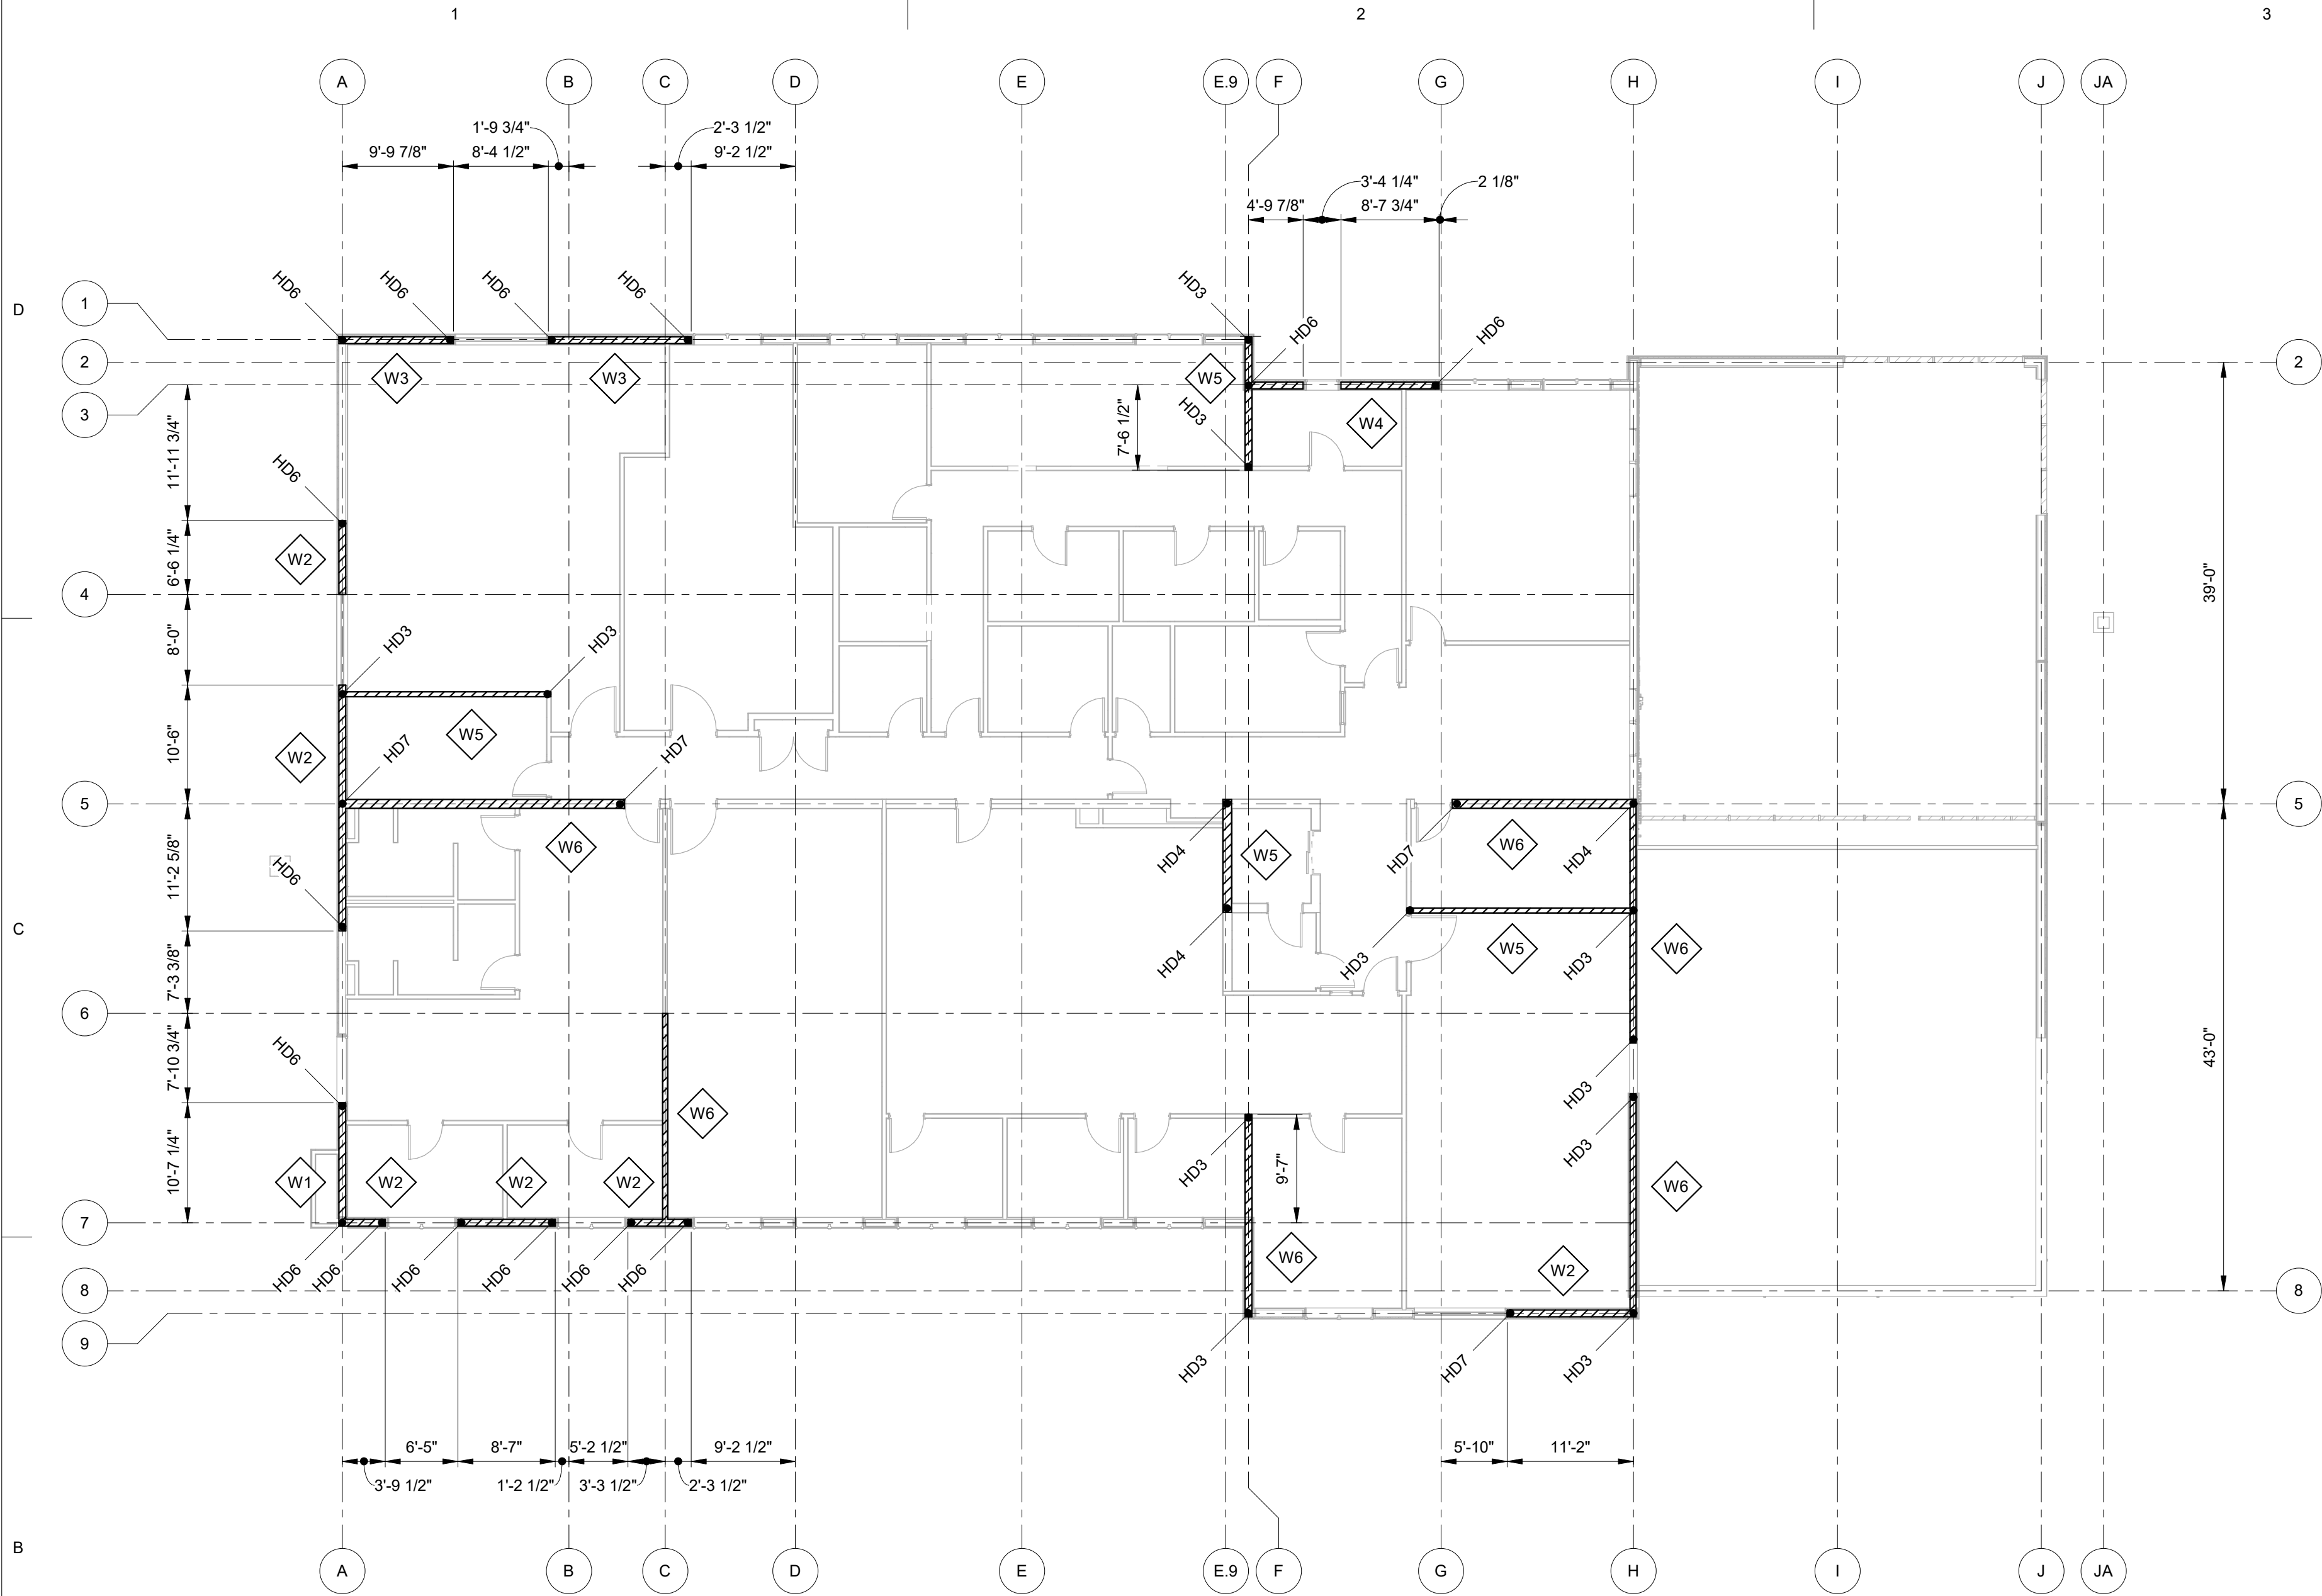 1 2 3
A B C D E E.9 F G H I J JA
1'-9 3/4" 2'-3 1/2"
9'-9 7/8" 8'-4 1/2" 9'-2 1/2"
3'-4 1/4" 2 1/8"
4'-9 7/8" 8'-7 3/4"
HD6 HD6 HD6 HD6 HD3
D 1
HD6 HD6
2 2
W3 W3 W5
3
HD3
W4
7'-6 1/2"
11'-11 3/4"
HD6
W2
6'-6 1/4"
39'-0"
4
8'-0"
HD3 HD3
W5
HD7 HD7
W2
10'-6"
5 5
W6
HD4 W5 HD7 W6 HD4
11'-2 5/8"
HD6
C
HD4 HD3 W5 HD3 W6
7'-3 3/8"
6
7'-10 3/4"
HD6
43'-0"
HD3
W6
HD3 HD3
9'-7"
10'-7 1/4"
W1 W2 W2 W2 W6
7
W6 W2
HD6 HD6 HD6 HD6 HD6 HD6
8 8
9
HD3 HD7 HD3
6'-5" 8'-7" 5'-2 1/2" 9'-2 1/2" 5'-10" 11'-2"
3'-9 1/2" 1'-2 1/2" 3'-3 1/2" 2'-3 1/2"
B
A B C D E E.9 F G H I J JA